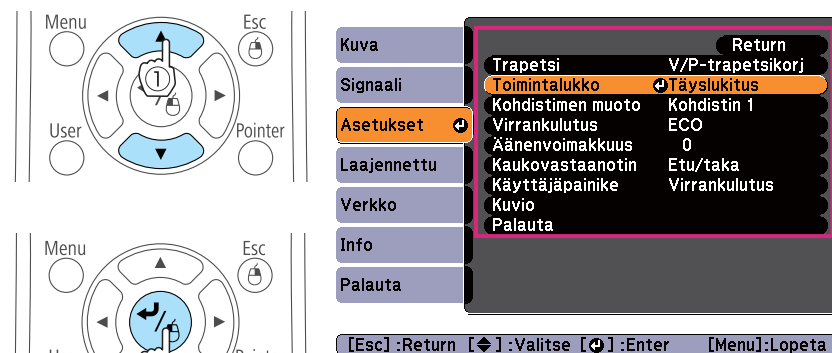 Menu
Esc
1
User
Pointer
Menu
Esc
Kuva
Signaali
Asetukset
Laajennettu
Verkko
Info
Palauta
Return
Trapetsi V/P-trapetsikorj
Toimintalukko Täyslukitus
Kohdistimen muoto Kohdistin 1
Virrankulutus ECO
Äänenvoimakkuus 0
Kaukovastaanotin Etu/taka
Käyttäjäpainike Virrankulutus
Kuvio
Palauta
[Esc] :Return [ ] :Valitse [ ] :Enter [Menu]:Lopeta